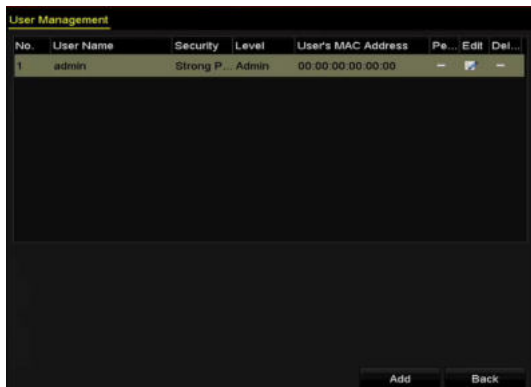 User Management
No. User Name Security Level User's MAC Address Pe... Edit Del...
1 admin Strong P... Admin 00:00:00:00:00:00 – –
Add Back